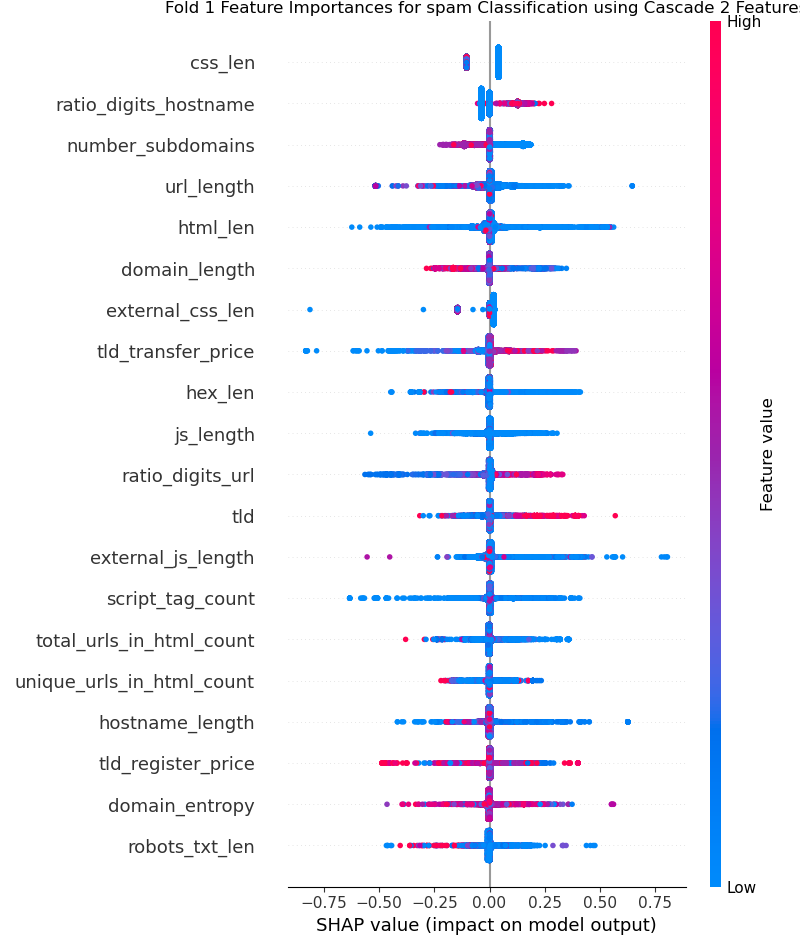 Fold 1 Feature Importances for spam Classification using Cascade 2 Features
High
css_len
ratio_digits_hostname
number_subdomains
url_length
html_len
domain_length
external_css_len
tld_transfer_price
hex_len
js_length
ratio_digits_url
tld
external_js_length
script_tag_count
total_urls_in_html_count
unique_urls_in_html_count
hostname_length
tld_register_price
domain_entropy
robots_txt_len
Feature value
Low
−0.75 −0.50 −0.25 0.00 0.25 0.50 0.75
SHAP value (impact on model output)